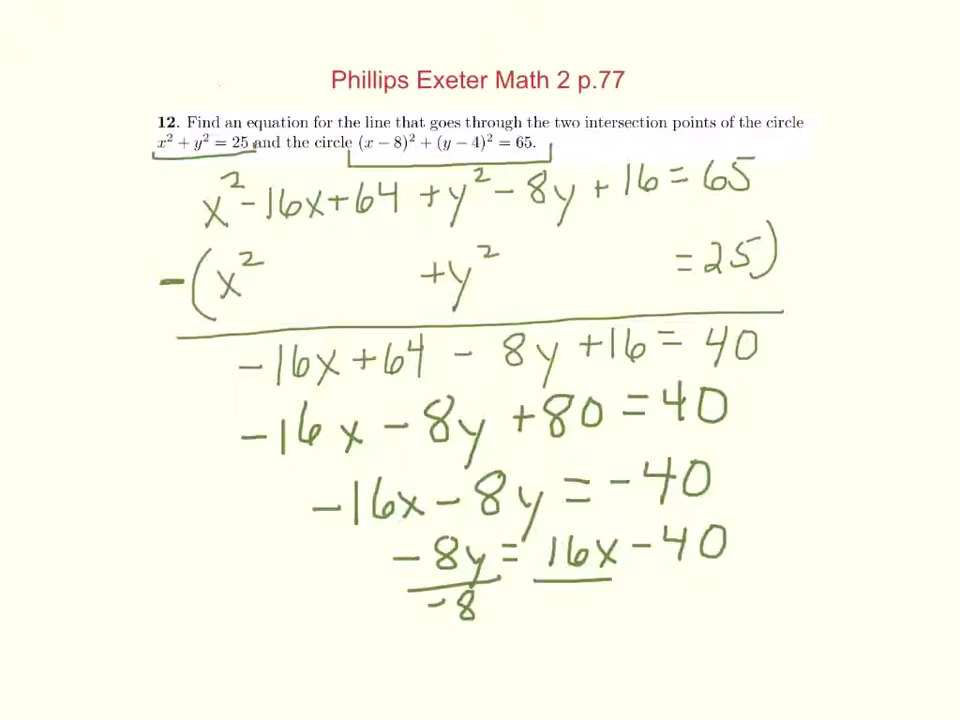 Phillips Exeter Math 2 p.77
12. Find an equation for the line that goes through the two intersection points of the circle
x² + y² = 25 and the circle (x − 8)² + (y − 4)² = 65.
x² - 16x + 64 + y² - 8y + 16 = 65
-(x² + y² = 25)
-16x + 64 - 8y + 16 = 40
-16x - 8y + 80 = 40
-16x - 8y = -40
-8y = 16x - 40
-8